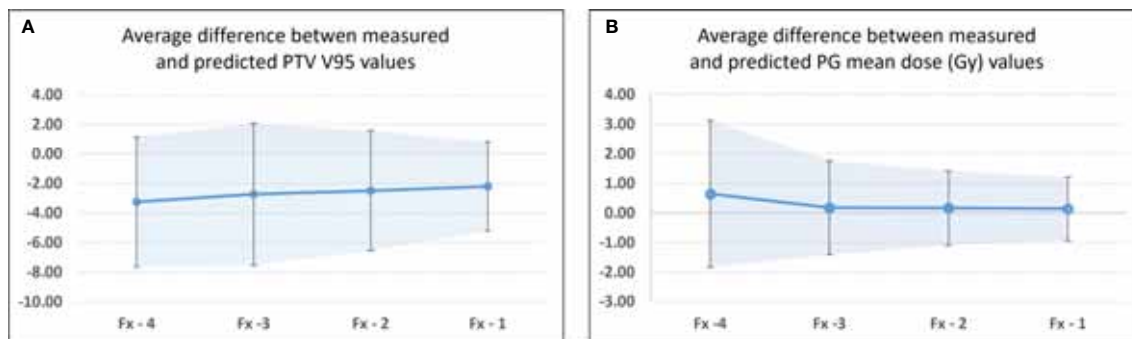 A
Average difference betwen measured
and predicted PTV V95 values
4.00
2.00
0.00
-2.00
-4.00
-6.00
-8.00
-10.00
Fx - 4 Fx -3 Fx - 2 Fx - 1
B
Average difference between measured
and predicted PG mean dose (Gy) values
4.00
3.00
2.00
1.00
0.00
-1.00
-2.00
-3.00
Fx -4 Fx -3 Fx - 2 Fx - 1